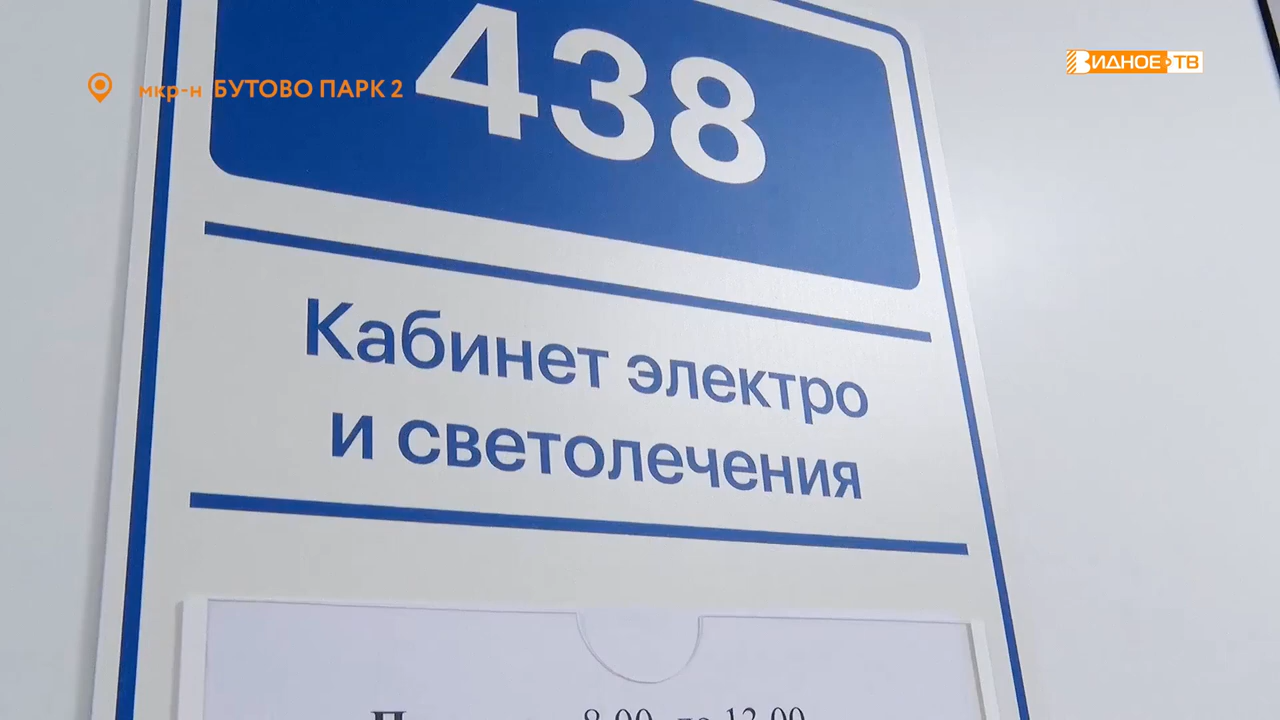 438
мкр-н БУТОВО ПАРК 2
ВИДНОЕ ТВ
Кабинет электро
и светолечения
8.00 до 12.00